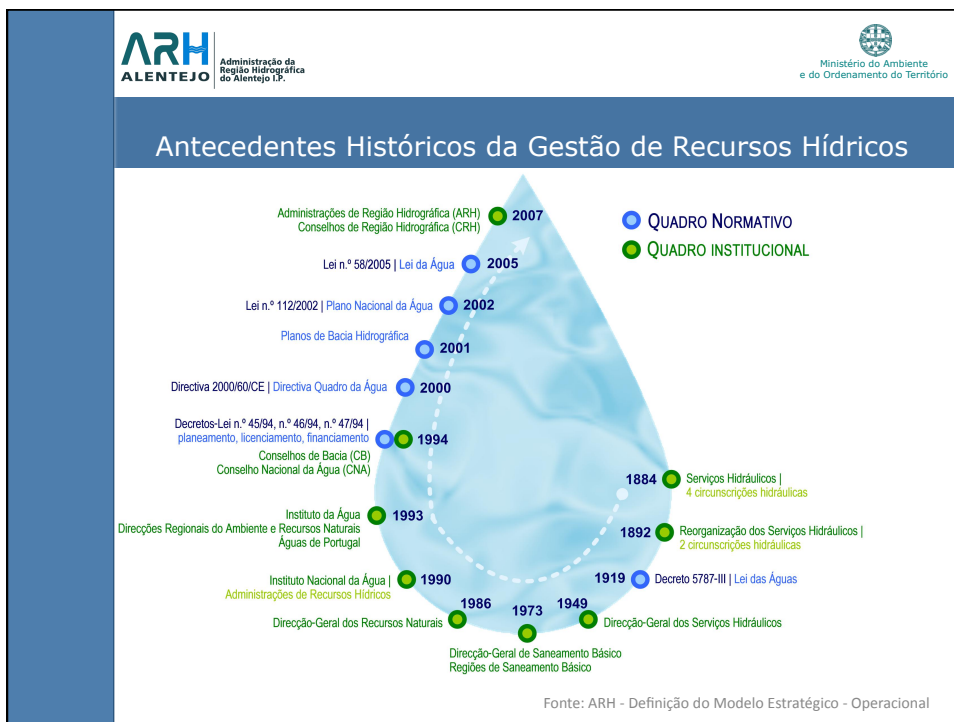 ARH
ALENTEJO
Administração da
Região Hidrográfica
do Alentejo I.P.
Ministério do Ambiente
e do Ordenamento do Território
Antecedentes Históricos da Gestão de Recursos Hídricos
QUADRO NORMATIVO
QUADRO INSTITUCIONAL
Administrações de Região Hidrográfica (ARH)
Conselhos de Região Hidrográfica (CRH)
2007
Lei n.º 58/2005 | Lei da Água
2005
Lei n.º 112/2002 | Plano Nacional da Água
2002
Planos de Bacia Hidrográfica
2001
Directiva 2000/60/CE | Directiva Quadro da Água
2000
Decretos-Lei n.º 45/94, n.º 46/94, n.º 47/94 |
planeamento, licenciamento, financiamento
1994
Conselhos de Bacia (CB)
Conselho Nacional da Água (CNA)
Instituto da Água
Direcções Regionais do Ambiente e Recursos Naturais
Águas de Portugal
1993
Instituto Nacional da Água |
Administrações de Recursos Hídricos
1990
1986
Direcção-Geral dos Recursos Naturais
1973
Direcção-Geral de Saneamento Básico
Regiões de Saneamento Básico
1949
Direcção-Geral dos Serviços Hidráulicos
1919
Decreto 5787-III | Lei das Águas
1892
Reorganização dos Serviços Hidráulicos |
2 circunscrições hidráulicas
1884
Serviços Hidráulicos |
4 circunscrições hidráulicas
Fonte: ARH - Definição do Modelo Estratégico - Operacional